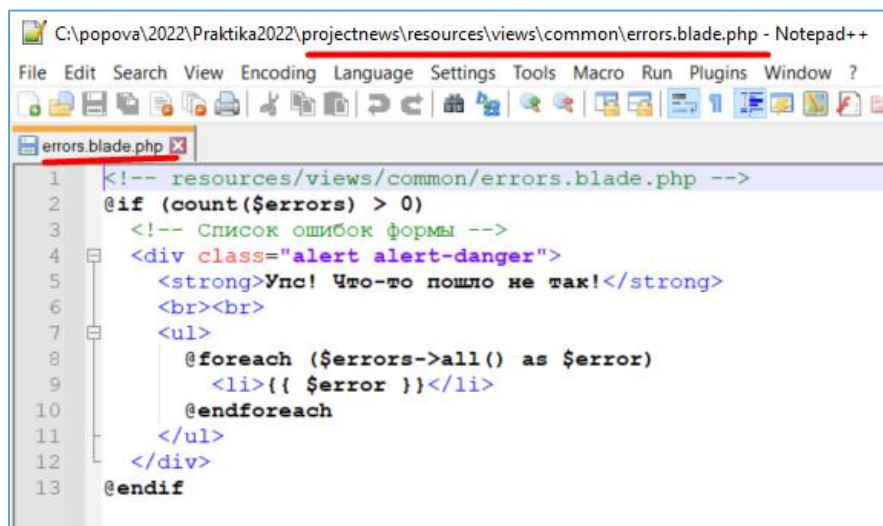 C:\popova\2022\Praktika2022\projectnews\resources\views\common\errors.blade.php - Notepad++
File Edit Search View Encoding Language Settings Tools Macro Run Plugins Window ?
errors.blade.php
1 <!-- resources/views/common/errors.blade.php -->
2 @if (count($errors) > 0)
3 <!-- Список ошибок формы -->
4 <div class="alert alert-danger">
5 <strong>Упс! Что-то пошло не так!</strong>
6 <br><br>
7 <ul>
8 @foreach ($errors->all() as $error)
9 <li>{{ $error }}</li>
10 @endforeach
11 </ul>
12 </div>
13 @endif